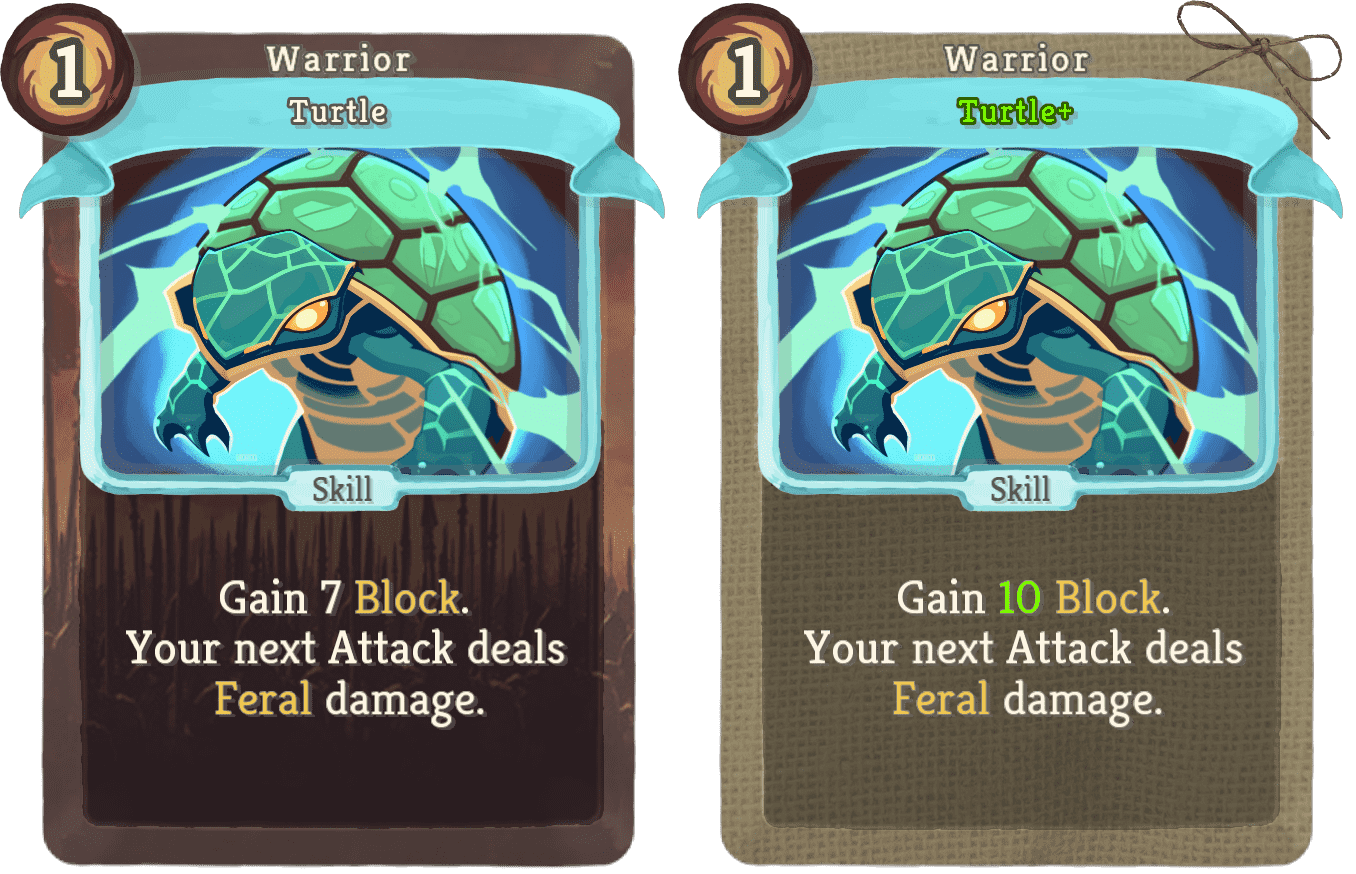 1
Warrior
Turtle
Skill
Gain 7 Block.
Your next Attack deals
Feral damage.
1
Warrior
Turtle+
Skill
Gain 10 Block.
Your next Attack deals
Feral damage.